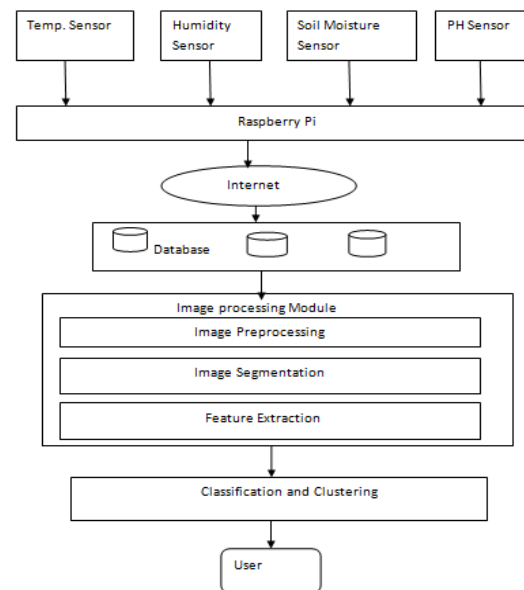 Temp. Sensor
Humidity
Sensor
Soil Moisture
Sensor
PH Sensor
Raspberry Pi
Internet
Database
Image processing Module
Image Preprocessing
Image Segmentation
Feature Extraction
Classification and Clustering
User